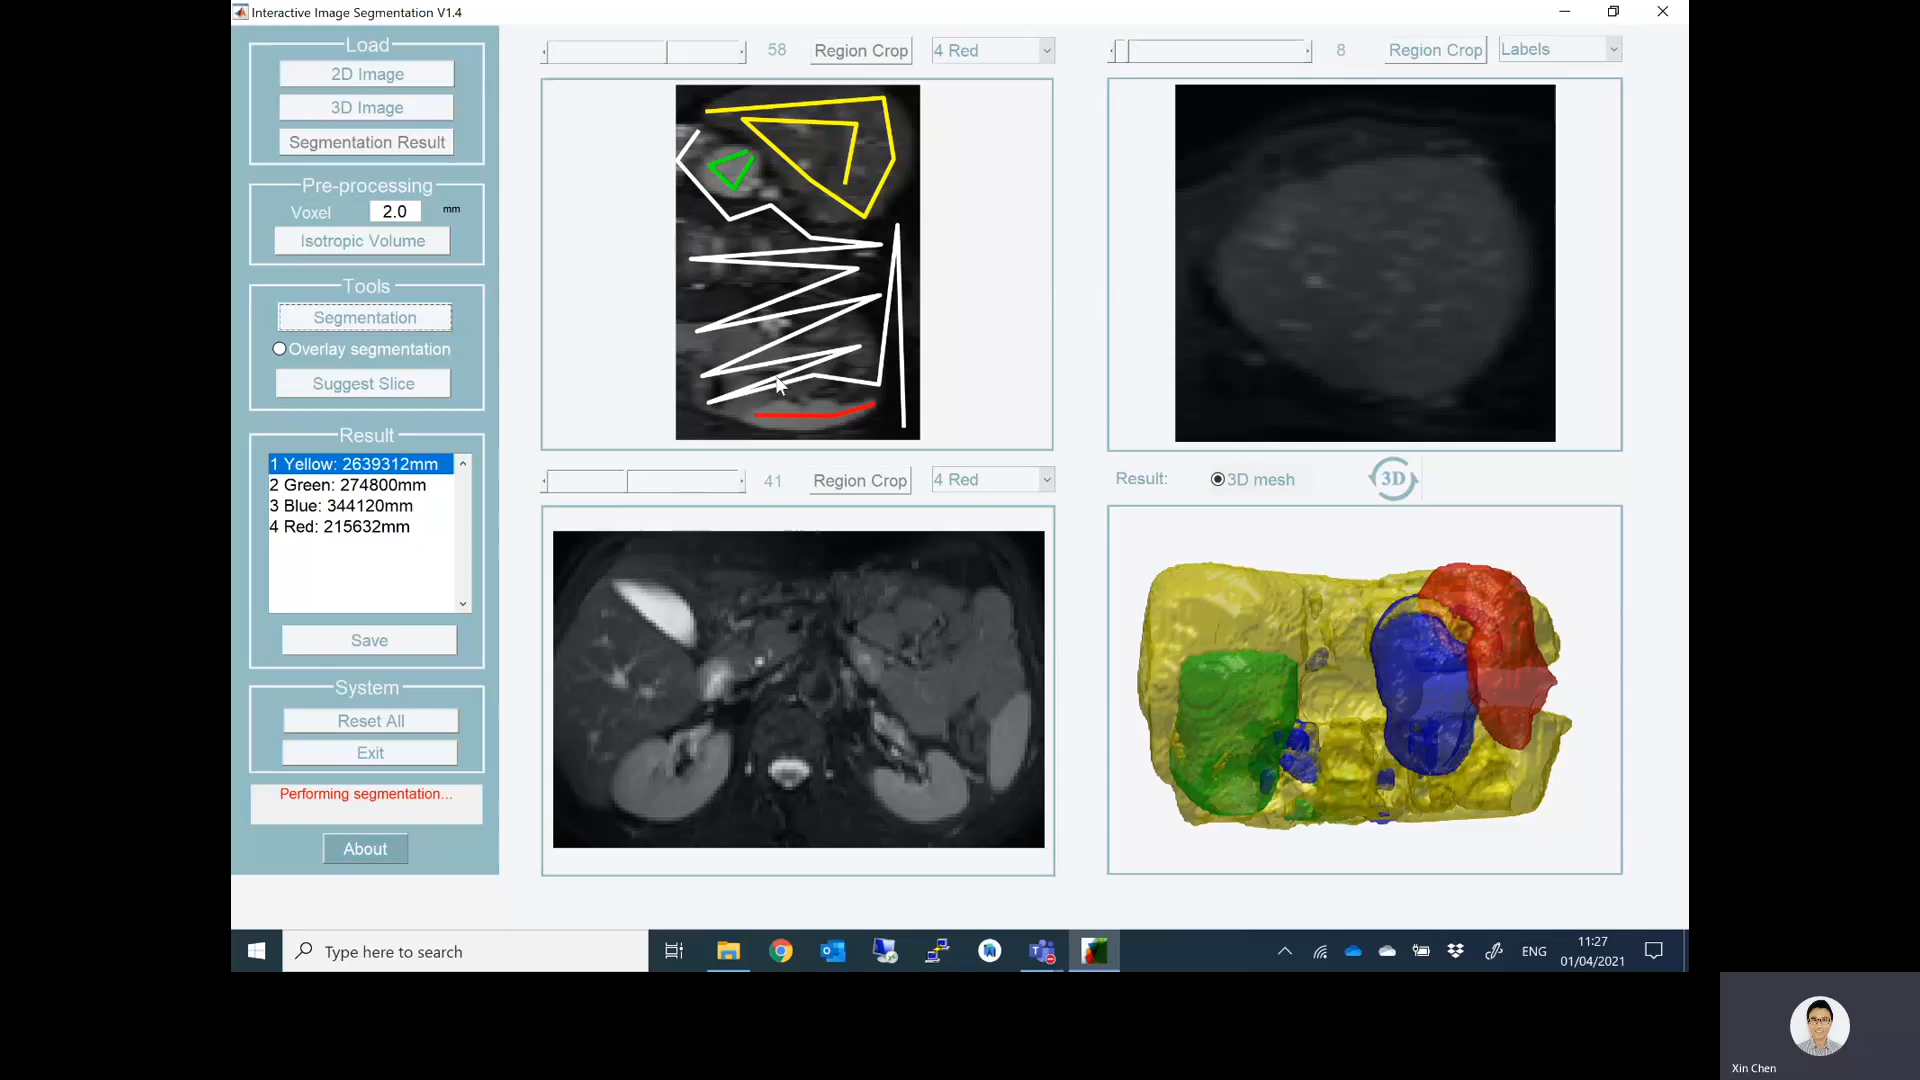 Interactive Image Segmentation V1.4
Load
2D Image
3D Image
Segmentation Result
Pre-processing
Voxel 2.0 mm
Isotropic Volume
Tools
Segmentation
Overlay segmentation
Suggest Slice
Result
1 Yellow: 2639312mm
2 Green: 274800mm
3 Blue: 344120mm
4 Red: 215632mm
Save
System
Reset All
Exit
Performing segmentation...
About
58 Region Crop 4 Red
8 Region Crop Labels
41 Region Crop 4 Red
Result: 3D mesh 3D
Type here to search
ENG
11:27
01/04/2021
Xin Chen